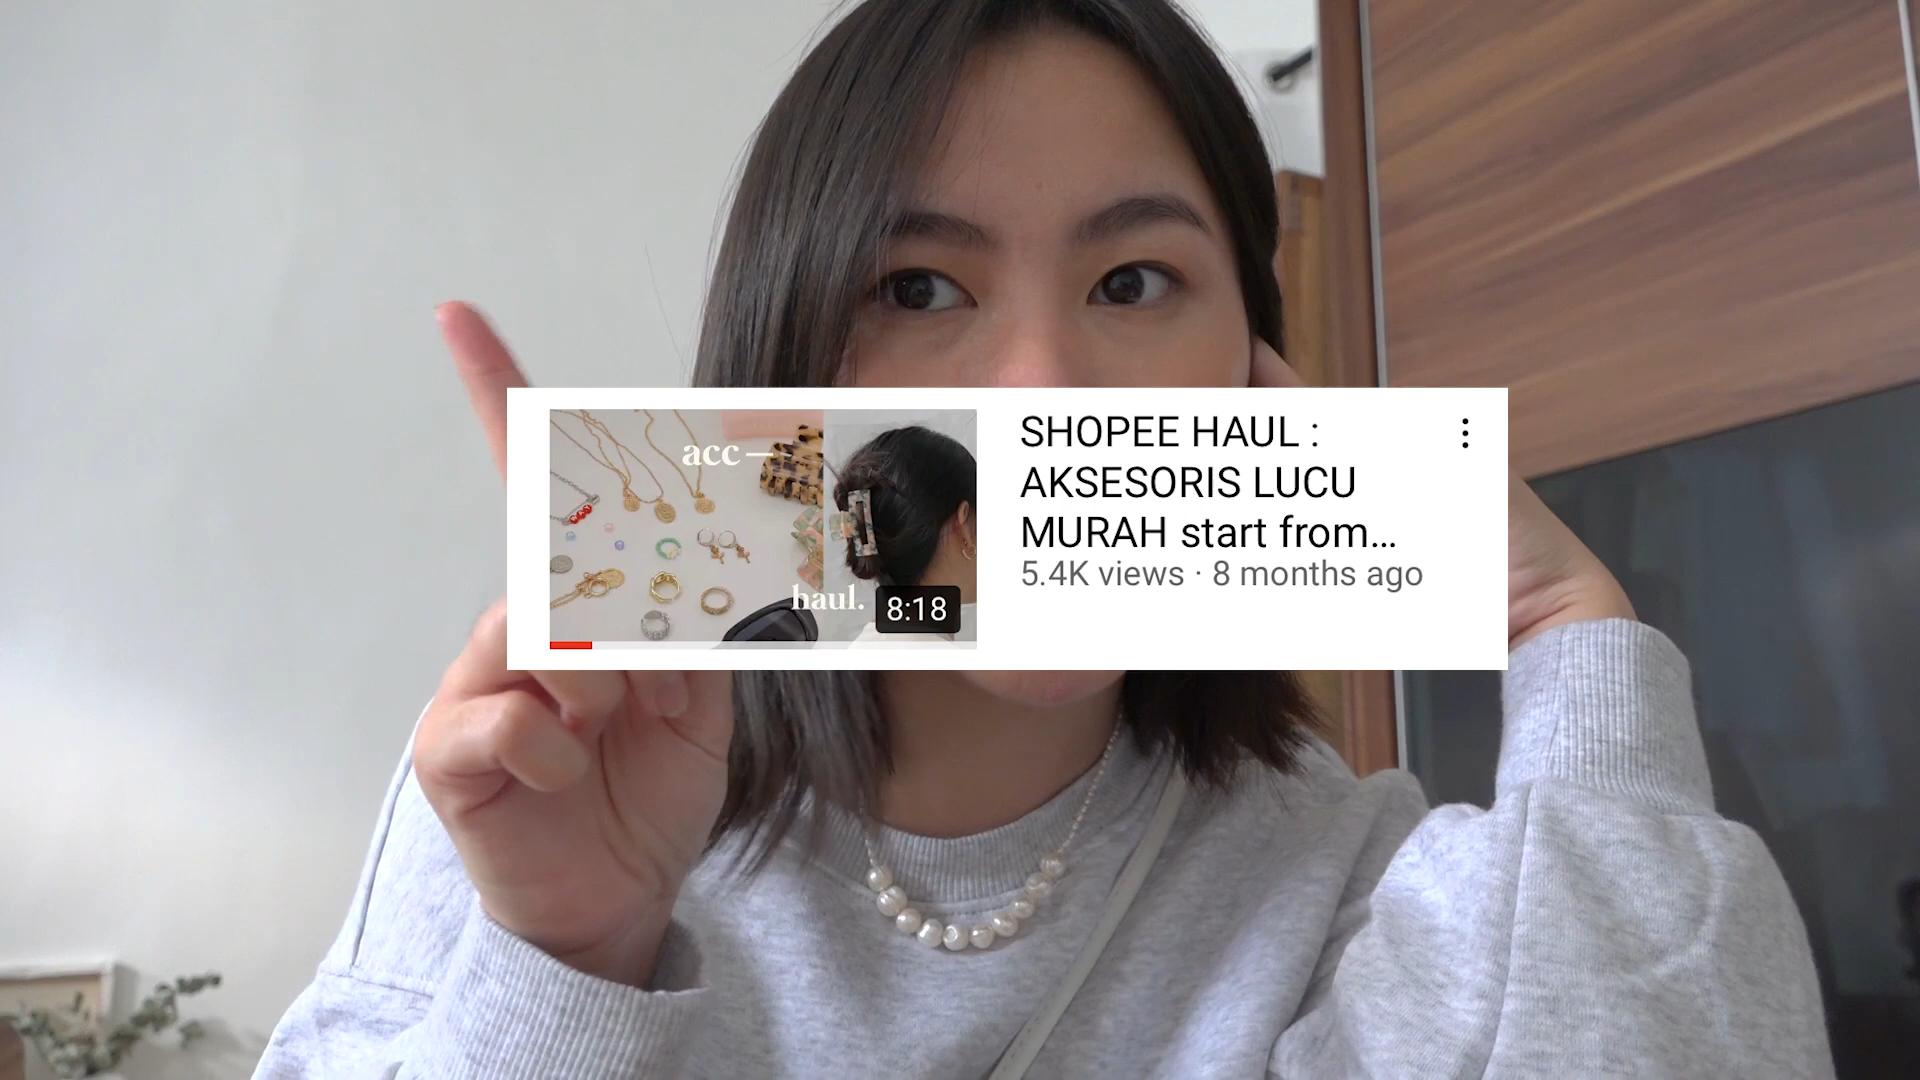 acc—
haul.
8:18
SHOPEE HAUL :
AKSESORIS LUCU
MURAH start from...
5.4K views · 8 months ago